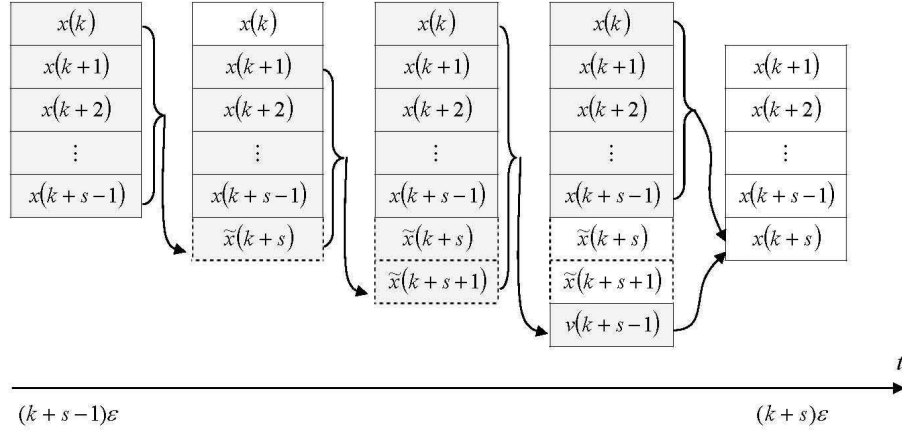 x(k)
x(k+1)
x(k+2)
⋮
x(k+s−1)
x(k)
x(k+1)
x(k+2)
⋮
x(k+s−1)
x̃(k+s)
x(k)
x(k+1)
x(k+2)
⋮
x(k+s−1)
x̃(k+s)
x̃(k+s+1)
x(k)
x(k+1)
x(k+2)
⋮
x(k+s−1)
x̃(k+s)
x̃(k+s+1)
v(k+s−1)
x(k+1)
x(k+2)
⋮
x(k+s−1)
x(k+s)
t
(k+s−1)ε
(k+s)ε